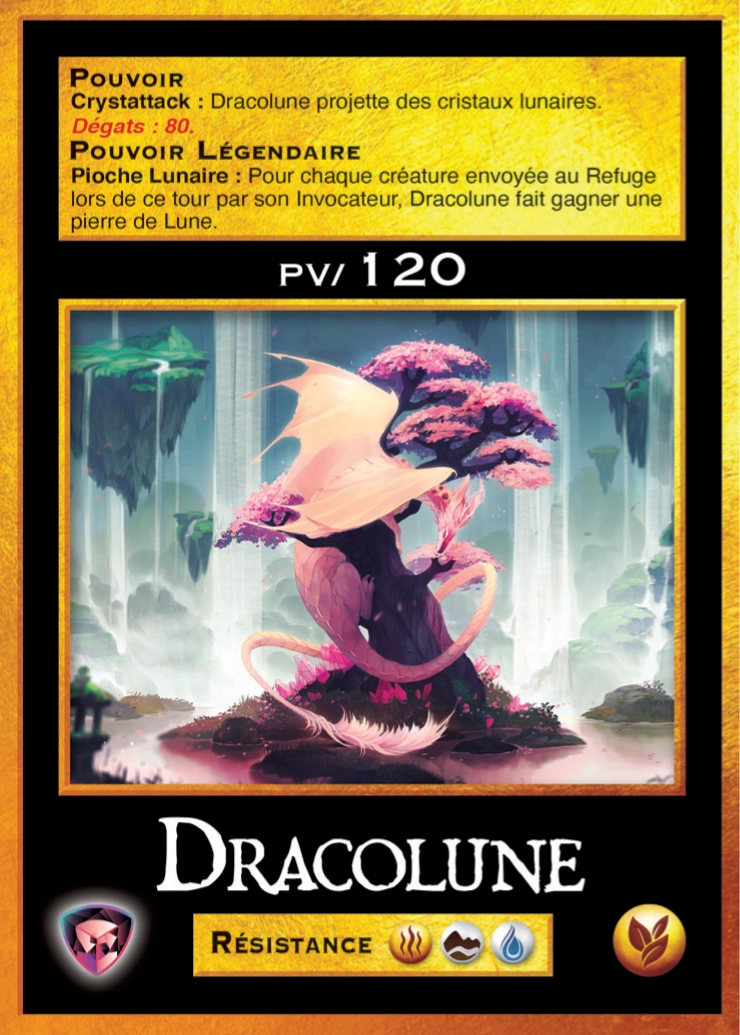 Pouvoir
Crystattack : Dracolune projette des cristaux lunaires.
Dégats : 80.
Pouvoir Légendaire
Pioche Lunaire : Pour chaque créature envoyée au Refuge
lors de ce tour par son Invocateur, Dracolune fait gagner une
pierre de Lune.
PV/ 120
Dracolune
Résistance